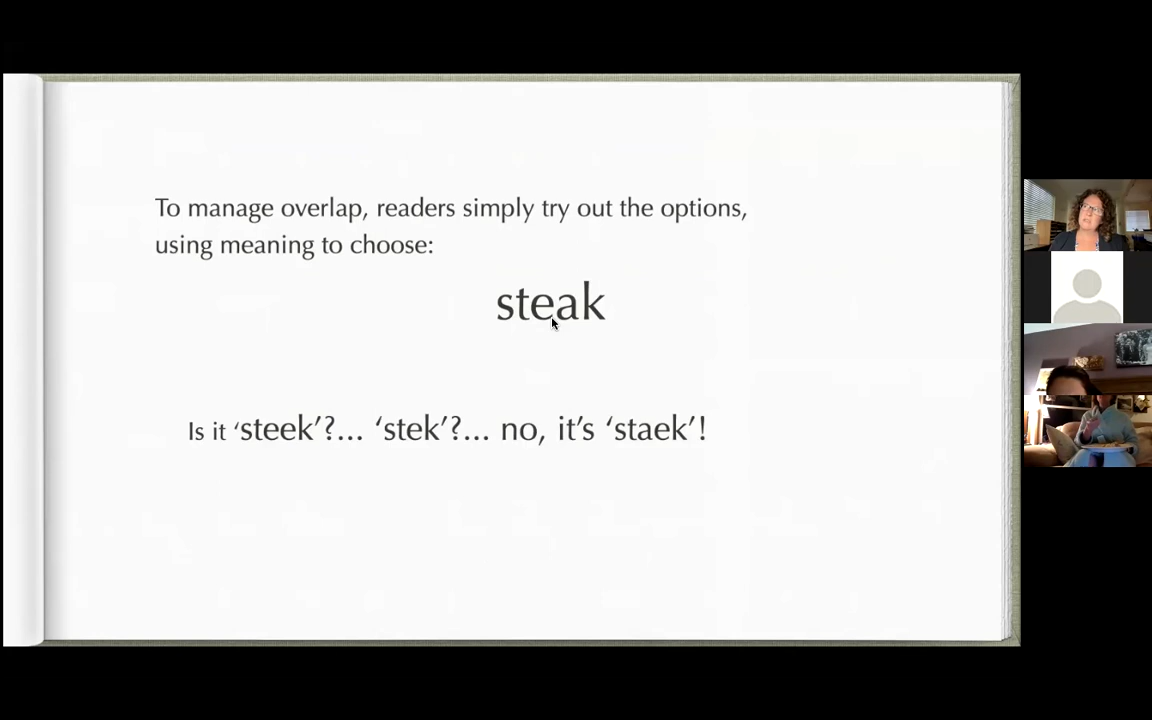 To manage overlap, readers simply try out the options,
using meaning to choose:
steak
Is it ‘steek’?... ‘stek’?... no, it’s ‘staek’!